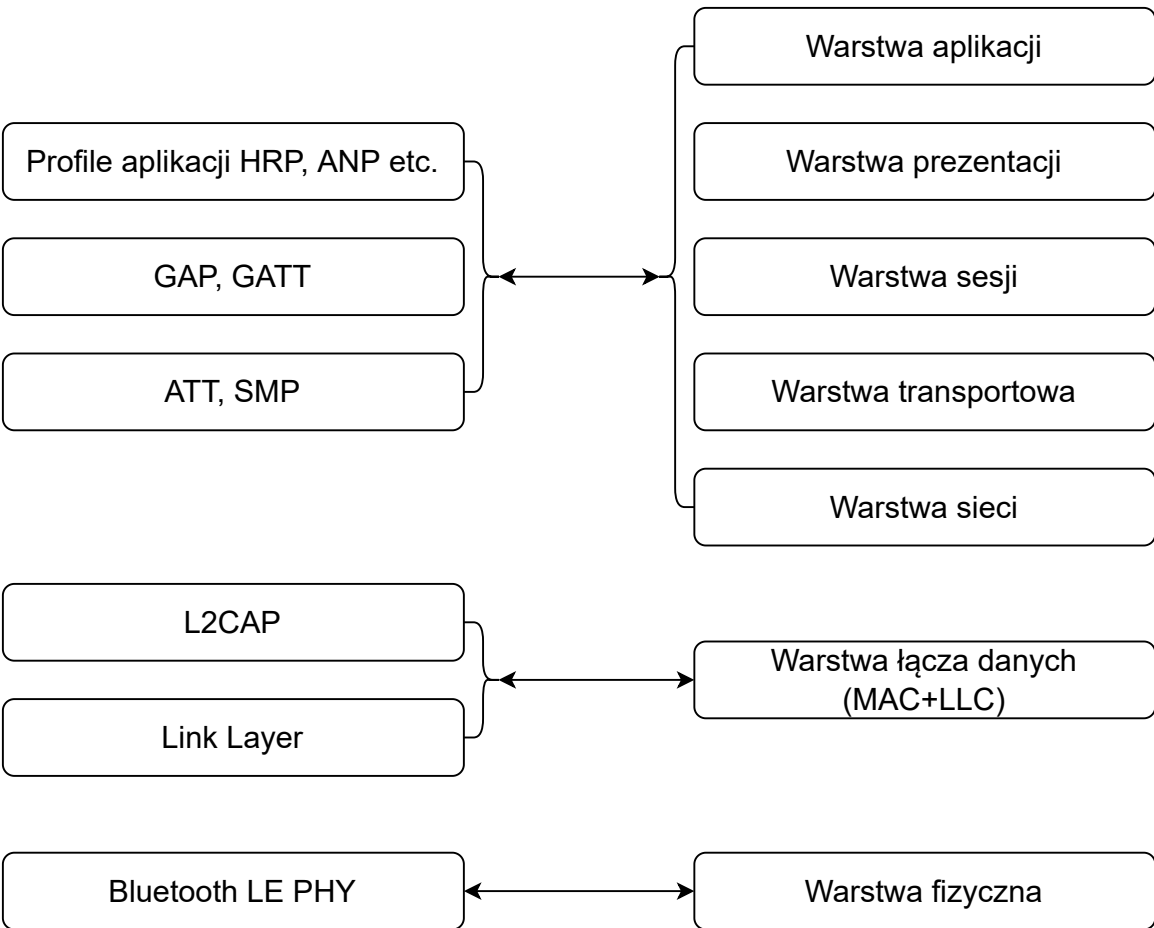 Profile aplikacji HRP, ANP etc.
GAP, GATT
ATT, SMP
L2CAP
Link Layer
Bluetooth LE PHY
Warstwa aplikacji
Warstwa prezentacji
Warstwa sesji
Warstwa transportowa
Warstwa sieci
Warstwa łącza danych
(MAC+LLC)
Warstwa fizyczna